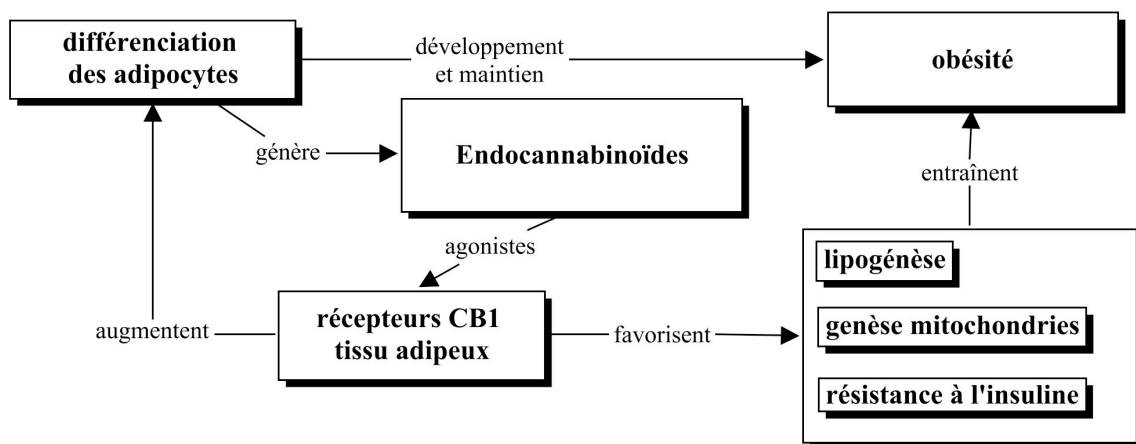 différenciation
des adipocytes
développement
et maintien
obésité
génère
Endocannabinoïdes
entraînent
agonistes
lipogénèse
augmentent
récepteurs CB1
tissu adipeux
favorisent
genèse mitochondries
résistance à l'insuline